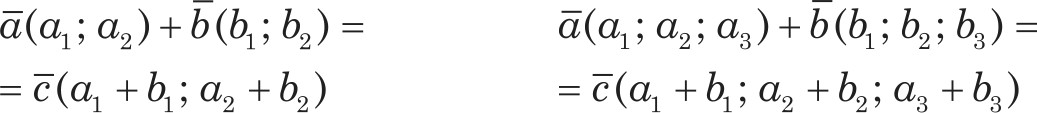 a̅(a₁; a₂) + b̅(b₁; b₂) =
= c̅(a₁ + b₁; a₂ + b₂)
a̅(a₁; a₂; a₃) + b̅(b₁; b₂; b₃) =
= c̅(a₁ + b₁; a₂ + b₂; a₃ + b₃)